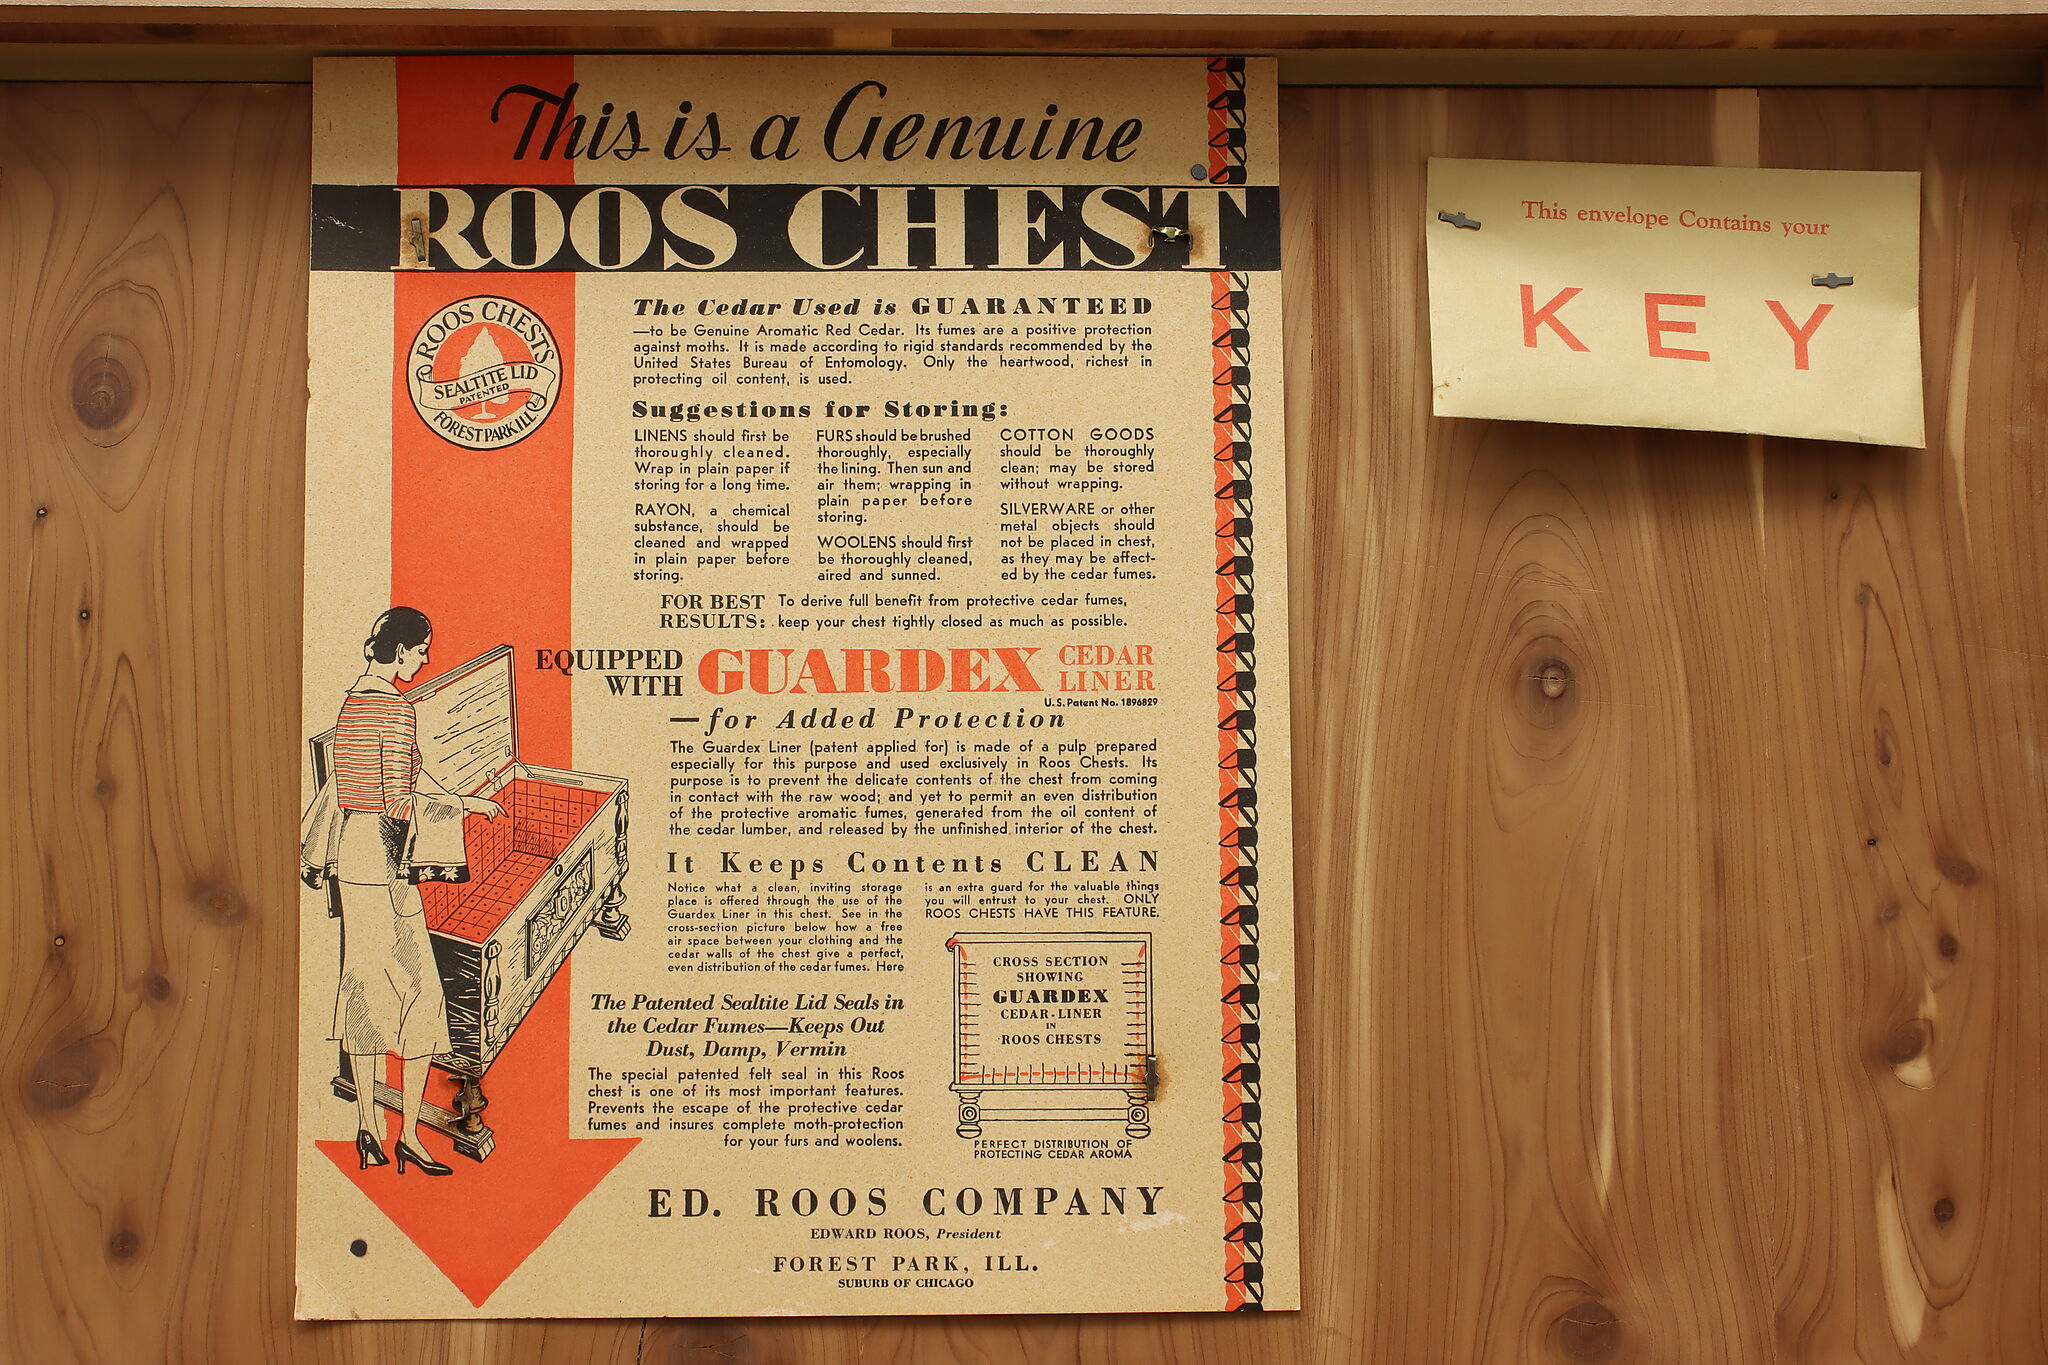 This is a Genuine
ROOS CHEST
ROOS CHESTS
SEALTITE LID
PATENTED
FOREST PARK ILL
The Cedar Used is GUARANTEED
—to be Genuine Aromatic Red Cedar. Its fumes are a positive protection
against moths. It is made according to rigid standards recommended by the
United States Bureau of Entomology. Only the heartwood, richest in
protecting oil content, is used.
Suggestions for Storing:
LINENS should first be
thoroughly cleaned.
Wrap in plain paper if
storing for a long time.
RAYON, a chemical
substance, should be
cleaned and wrapped
in plain paper before
storing.
FURS should be brushed
thoroughly, especially
the lining. Then sun and
air them; wrapping in
plain paper before
storing.
WOOLENS should first
be thoroughly cleaned,
aired and sunned.
COTTON GOODS
should be thoroughly
clean; may be stored
without wrapping.
SILVERWARE or other
metal objects should
not be placed in chest,
as they may be affect-
ed by the cedar fumes.
FOR BEST
RESULTS:
To derive full benefit from protective cedar fumes,
keep your chest tightly closed as much as possible.
EQUIPPED
WITH
GUARDEX
CEDAR
LINER
U.S. Patent No. 1896829
—for Added Protection
The Guardex Liner (patent applied for) is made of a pulp prepared
especially for this purpose and used exclusively in Roos Chests. Its
purpose is to prevent the delicate contents of the chest from coming
in contact with the raw wood; and yet to permit an even distribution
of the protective aromatic fumes, generated from the oil content of
the cedar lumber, and released by the unfinished interior of the chest.
It Keeps Contents CLEAN
Notice what a clean, inviting storage
place is offered through the use of the
Guardex Liner in this chest. See in the
cross-section picture below how a free
air space between your clothing and the
cedar walls of the chest give a perfect,
even distribution of the cedar fumes. Here
is an extra guard for the valuable things
you will entrust to your chest. ONLY
ROOS CHESTS HAVE THIS FEATURE.
The Patented Sealtite Lid Seals in
the Cedar Fumes—Keeps Out
Dust, Damp, Vermin
The special patented felt seal in this Roos
chest is one of its most important features.
Prevents the escape of the protective cedar
fumes and insures complete moth-protection
for your furs and woolens.
CROSS SECTION
SHOWING
GUARDEX
CEDAR-LINER
IN
ROOS CHESTS
PERFECT DISTRIBUTION OF
PROTECTING CEDAR AROMA
ED. ROOS COMPANY
EDWARD ROOS, President
FOREST PARK, ILL.
SUBURB OF CHICAGO
This envelope Contains your
KEY